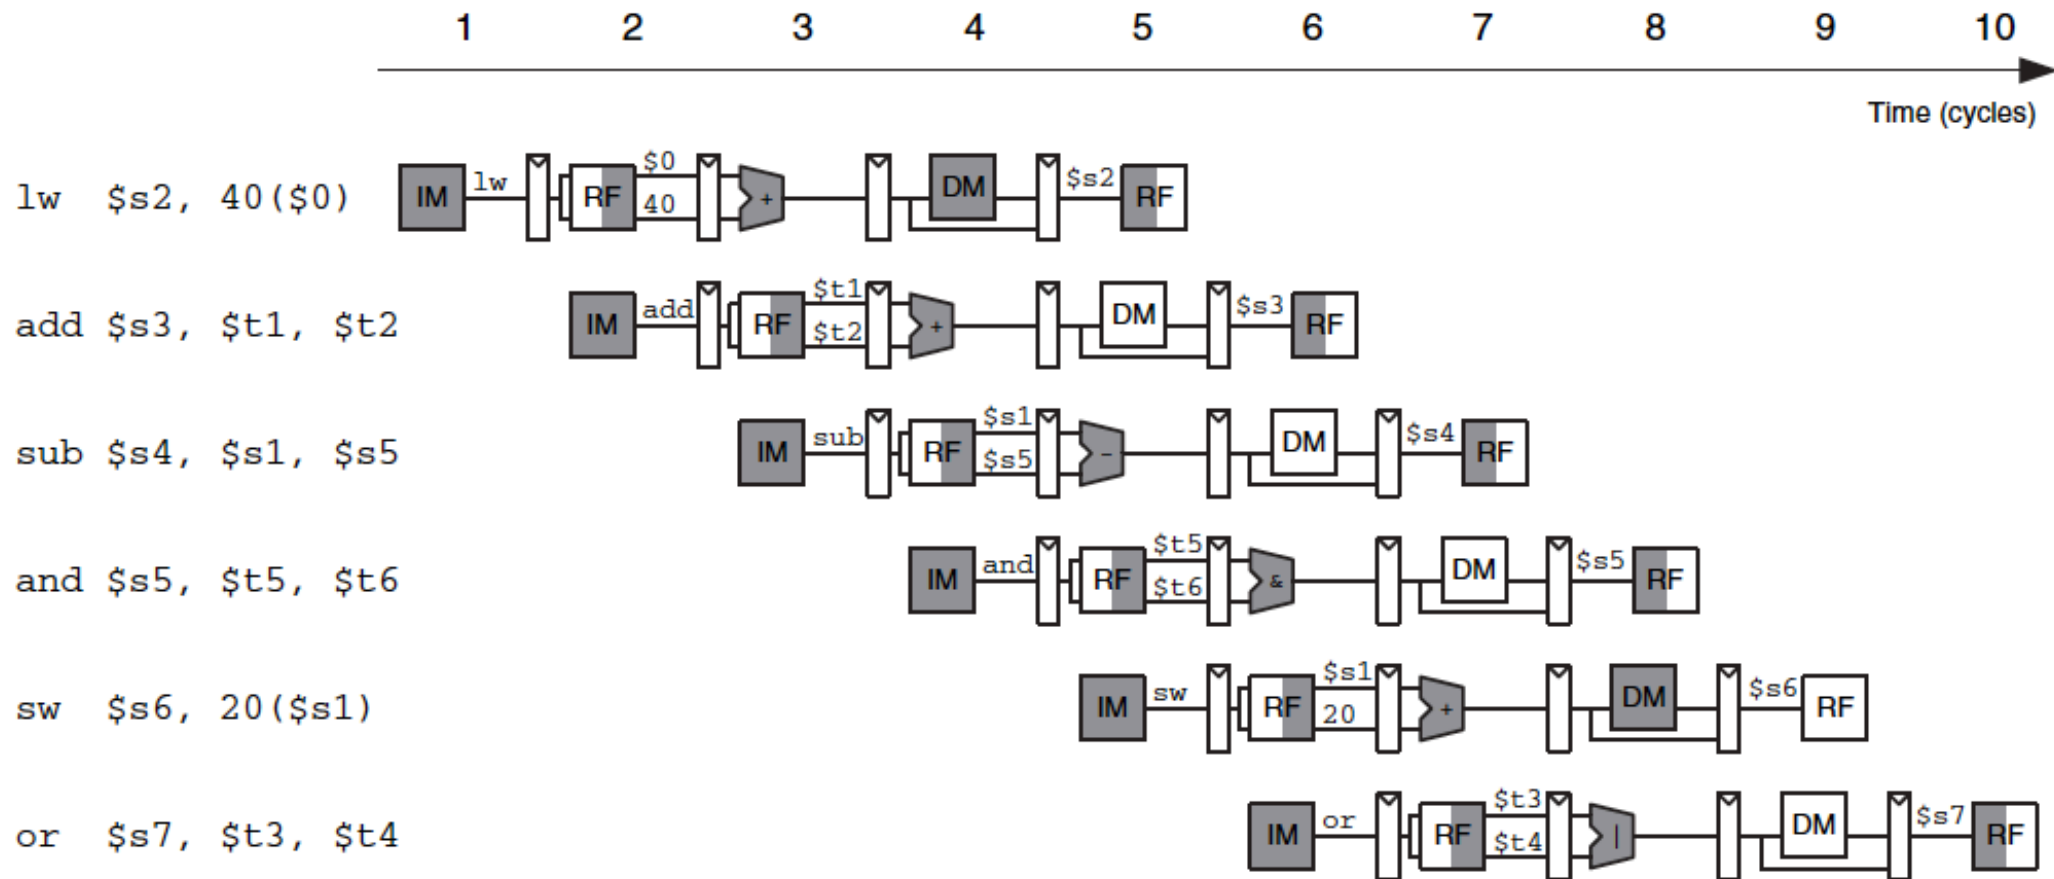 1 2 3 4 5 6 7 8 9 10
Time (cycles)
lw $s2, 40($0) IM lw RF $0 40 + DM $s2 RF
add $s3, $t1, $t2 IM add RF $t1 $t2 + DM $s3 RF
sub $s4, $s1, $s5 IM sub RF $s1 $s5 - DM $s4 RF
and $s5, $t5, $t6 IM and RF $t5 $t6 & DM $s5 RF
sw $s6, 20($s1) IM sw RF $s1 20 + DM $s6 RF
or $s7, $t3, $t4 IM or RF $t3 $t4 | DM $s7 RF